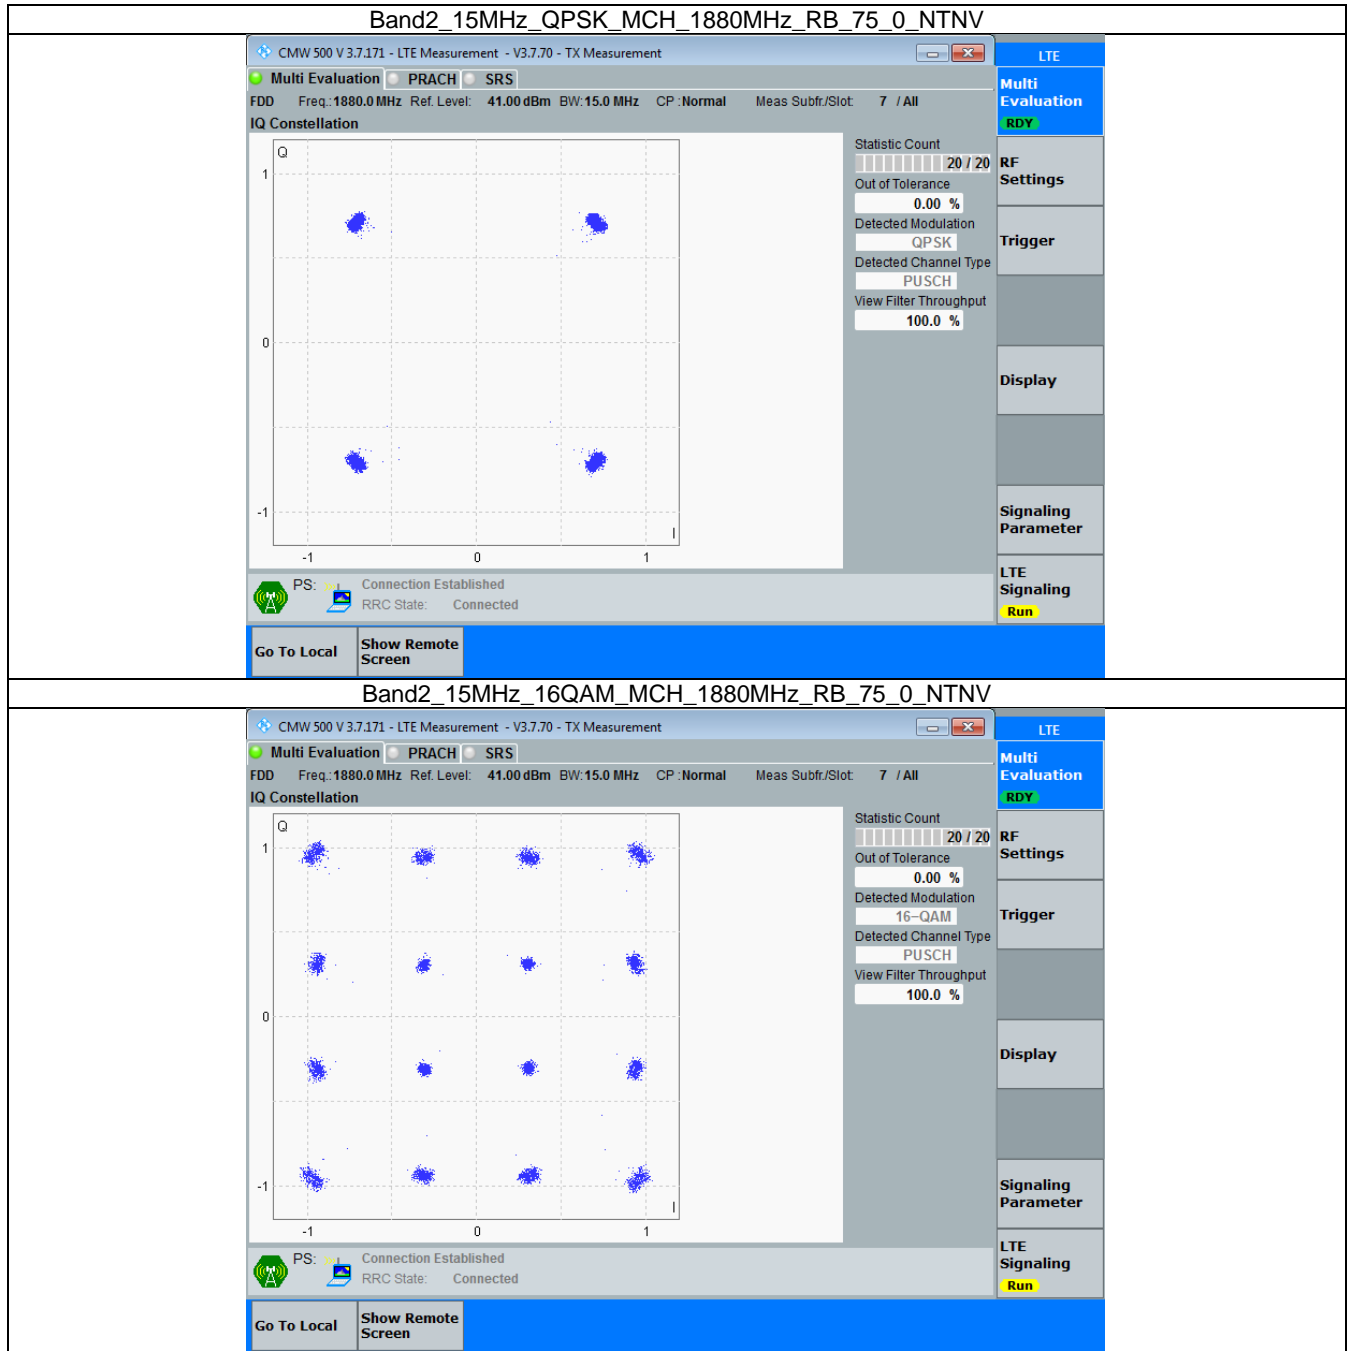 Band2_15MHz_QPSK_MCH_1880MHz_RB_75_0_NTNV
CMW 500 V 3.7.171 - LTE Measurement - V3.7.70 - TX Measurement
LTE
Multi Evaluation PRACH SRS
FDD Freq.:1880.0 MHz Ref. Level: 41.00 dBm BW:15.0 MHz CP :Normal Meas Subfr./Slot: 7 / All
IQ Constellation
Q
1
0
-1
I
-1 0 1
Statistic Count
20 / 20
Out of Tolerance
0.00 %
Detected Modulation
QPSK
Detected Channel Type
PUSCH
View Filter Throughput
100.0 %
Multi
Evaluation
RDY
RF
Settings
Trigger
Display
Signaling
Parameter
LTE
Signaling
Run
PS: Connection Established
RRC State: Connected
Go To Local
Show Remote
Screen
Band2_15MHz_16QAM_MCH_1880MHz_RB_75_0_NTNV
CMW 500 V 3.7.171 - LTE Measurement - V3.7.70 - TX Measurement
LTE
Multi Evaluation PRACH SRS
FDD Freq.:1880.0 MHz Ref. Level: 41.00 dBm BW:15.0 MHz CP :Normal Meas Subfr./Slot: 7 / All
IQ Constellation
Q
1
0
-1
I
-1 0 1
Statistic Count
20 / 20
Out of Tolerance
0.00 %
Detected Modulation
16-QAM
Detected Channel Type
PUSCH
View Filter Throughput
100.0 %
Multi
Evaluation
RDY
RF
Settings
Trigger
Display
Signaling
Parameter
LTE
Signaling
Run
PS: Connection Established
RRC State: Connected
Go To Local
Show Remote
Screen